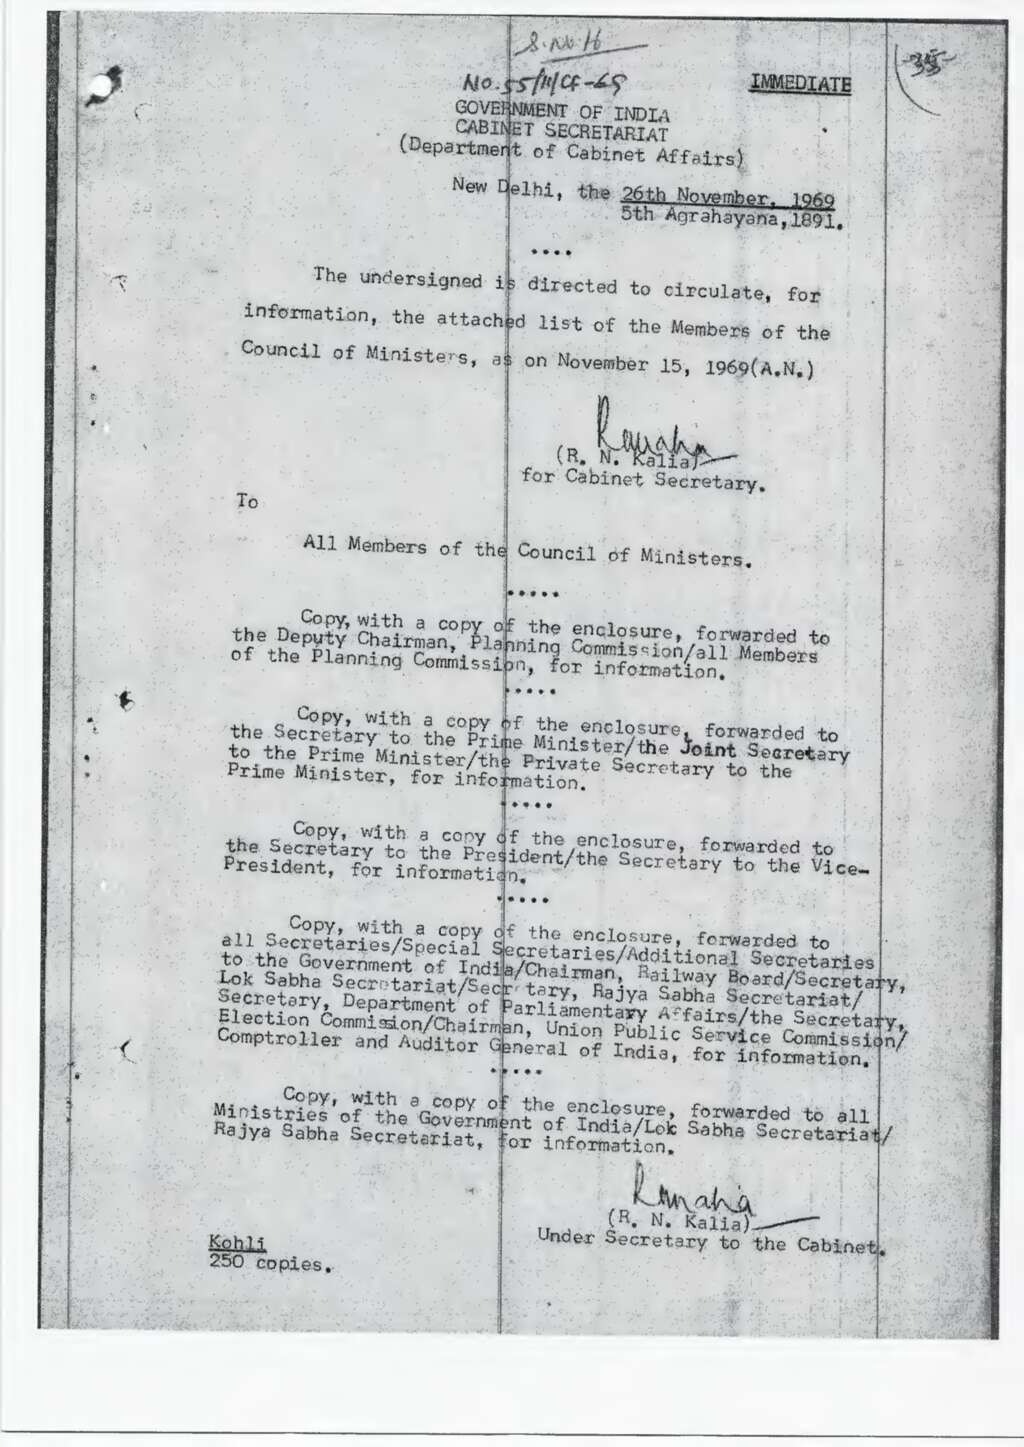 S.No.16
35
No.55/1/1/CF-69
IMMEDIATE
GOVERNMENT OF INDIA
CABINET SECRETARIAT
(Department of Cabinet Affairs)
New Delhi, the 26th November, 1969
5th Agrahayana,1891.
....
The undersigned is directed to circulate, for
information, the attached list of the Members of the
Council of Ministers, as on November 15, 1969(A.N.)
(R. N. Kalia)
for Cabinet Secretary.
To
All Members of the Council of Ministers.
.....
Copy, with a copy of the enclosure, forwarded to
the Deputy Chairman, Planning Commission/all Members
of the Planning Commission, for information.
.....
Copy, with a copy of the enclosure, forwarded to
the Secretary to the Prime Minister/the Joint Secretary
to the Prime Minister/the Private Secretary to the
Prime Minister, for information.
.....
Copy, with a copy of the enclosure, forwarded to
the Secretary to the President/the Secretary to the Vice-
President, for information.
.....
Copy, with a copy of the enclosure, forwarded to
all Secretaries/Special Secretaries/Additional Secretaries
to the Government of India/Chairman, Railway Board/Secretary,
Lok Sabha Secretariat/Secretary, Rajya Sabha Secretariat/
Secretary, Department of Parliamentary Affairs/the Secretary,
Election Commission/Chairman, Union Public Service Commission/
Comptroller and Auditor General of India, for information.
.....
Copy, with a copy of the enclosure, forwarded to all
Ministries of the Government of India/Lok Sabha Secretariat/
Rajya Sabha Secretariat, for information.
(R. N. Kalia)
Under Secretary to the Cabinet.
Kohli
250 copies.